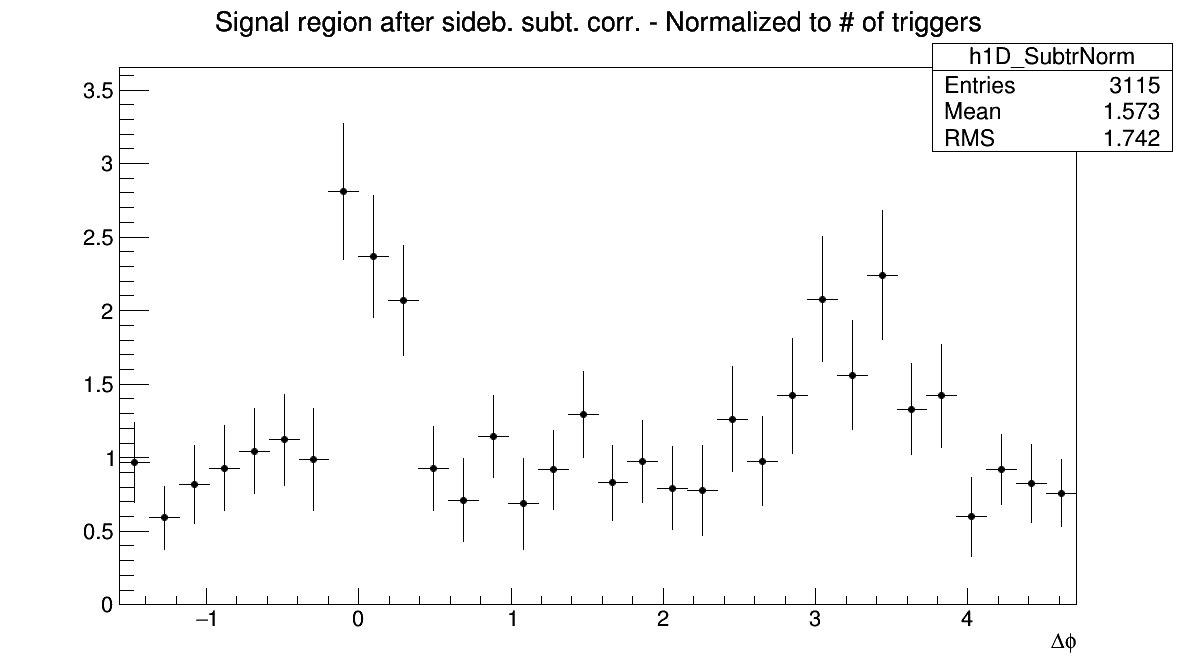 Signal region after sideb. subt. corr. - Normalized to # of triggers
h1D_SubtrNorm
Entries 3115
Mean 1.573
RMS 1.742
3.5
3
2.5
2
1.5
1
0.5
0
−1 0 1 2 3 4
Δϕ